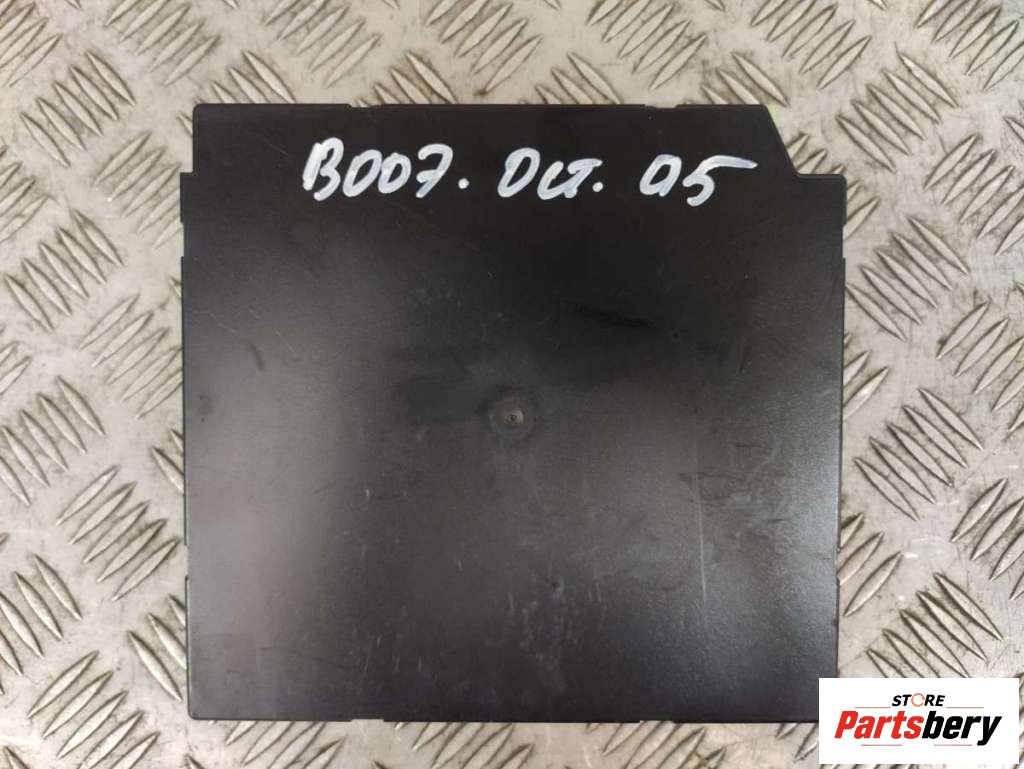 B007. Oct. 05
STORE
Partsbery